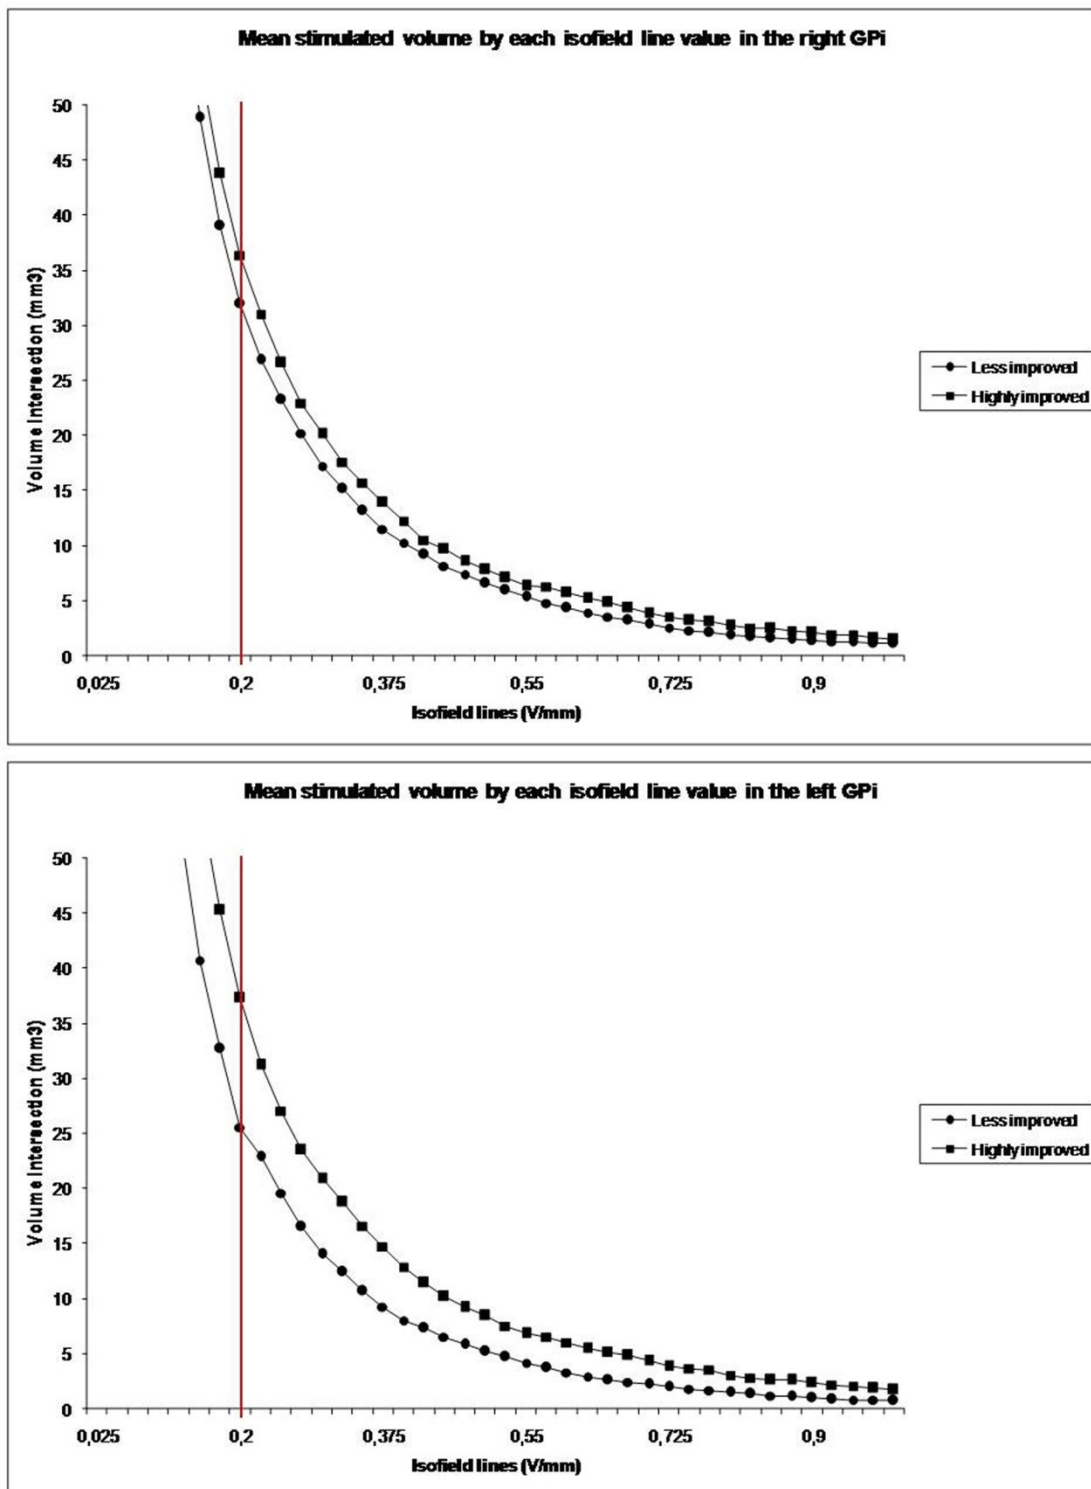 Mean stimulated volume by each isofield line value in the right GPi
50
45
40
35
30
25
20
15
10
5
0
Volume Intersection (mm3)
0,025 0,2 0,375 0,55 0,725 0,9
Isofield lines (V/mm)
Less improved
Highly improved
Mean stimulated volume by each isofield line value in the left GPi
50
45
40
35
30
25
20
15
10
5
0
Volume Intersection (mm3)
0,025 0,2 0,375 0,55 0,725 0,9
Isofield lines (V/mm)
Less improved
Highly improved